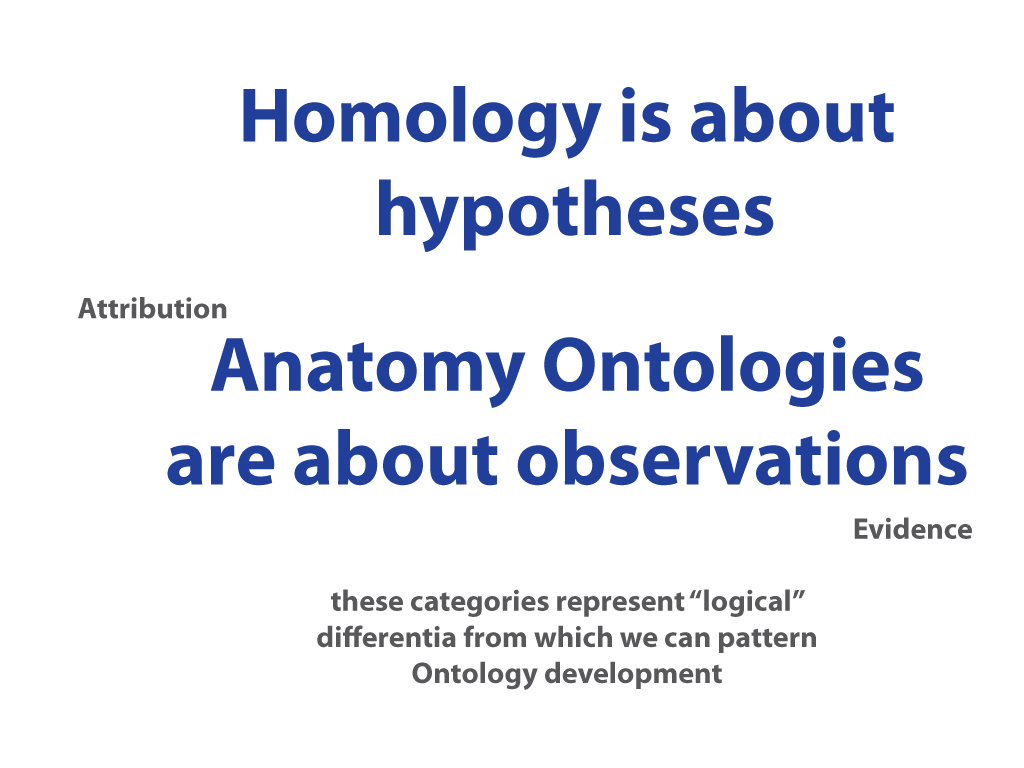 Homology is about
hypotheses
Attribution
Anatomy Ontologies
are about observations
Evidence
these categories represent “logical”
differentia from which we can pattern
Ontology development